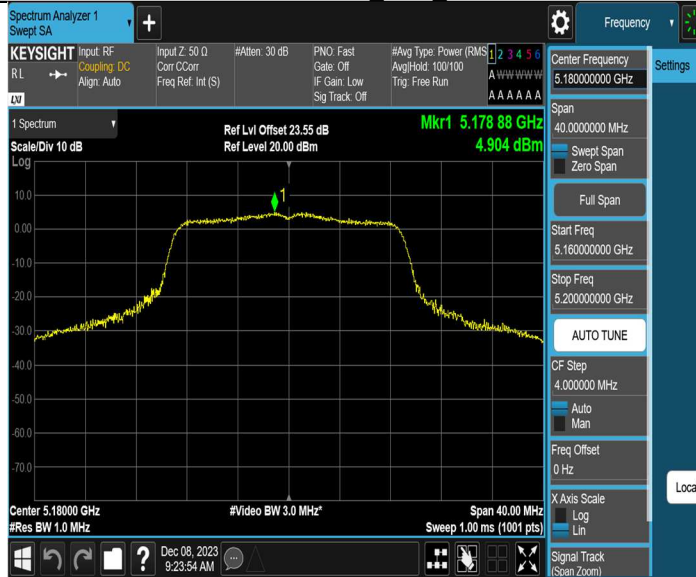 Spectrum Analyzer 1
Swept SA
Frequency
KEYSIGHT
RL
LXI
Input: RF
Coupling: DC
Align: Auto
Input Z: 50 Ω
Corr CCorr
Freq Ref: Int (S)
#Atten: 30 dB
PNO: Fast
Gate: Off
IF Gain: Low
Sig Track: Off
#Avg Type: Power (RMS
Avg|Hold: 100/100
Trig: Free Run
1 2 3 4 5 6
A W W W W W
A A A A A A
1 Spectrum
Scale/Div 10 dB
Log
Ref Lvl Offset 23.55 dB
Ref Level 20.00 dBm
Mkr1 5.178 88 GHz
4.904 dBm
1
10.0
0.00
-10.0
-20.0
-30.0
-40.0
-50.0
-60.0
-70.0
Center 5.18000 GHz
#Res BW 1.0 MHz
#Video BW 3.0 MHz*
Span 40.00 MHz
Sweep 1.00 ms (1001 pts)
Center Frequency
5.180000000 GHz
Span
40.0000000 MHz
Swept Span
Zero Span
Full Span
Start Freq
5.160000000 GHz
Stop Freq
5.200000000 GHz
AUTO TUNE
CF Step
4.000000 MHz
Auto
Man
Freq Offset
0 Hz
X Axis Scale
Log
Lin
Signal Track
(Span Zoom)
Settings
Loca
?
Dec 08, 2023
9:23:54 AM